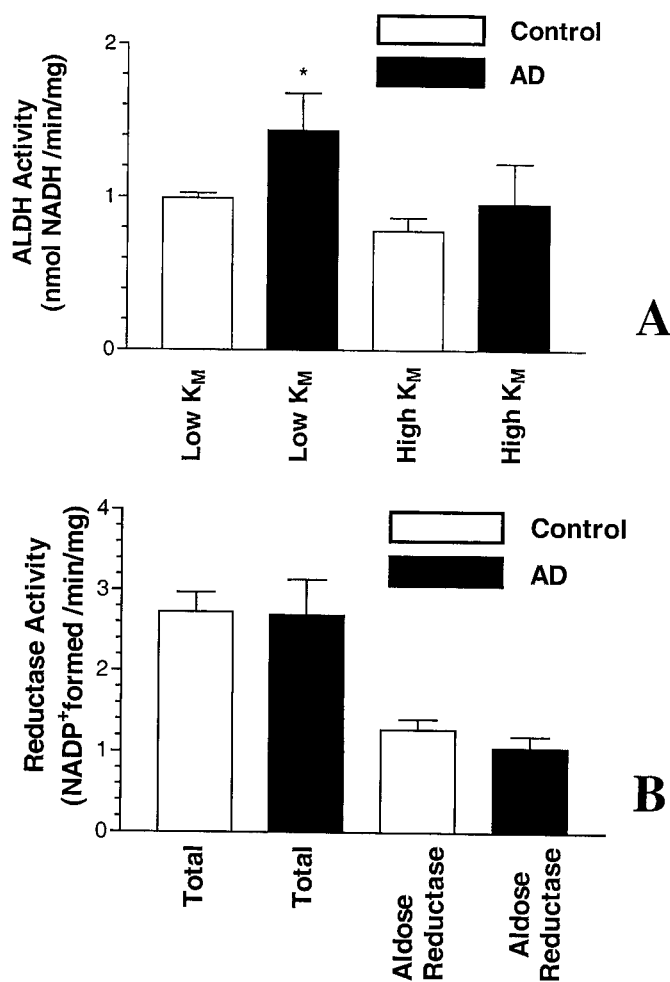 Control
AD
ALDH Activity
(nmol NADH /min/mg)
2
1
0
*
Low K_M
Low K_M
High K_M
High K_M
A
Control
AD
Reductase Activity
(NADP⁺formed /min/mg)
4
3
2
1
0
Total
Total
Aldose
Reductase
Aldose
Reductase
B